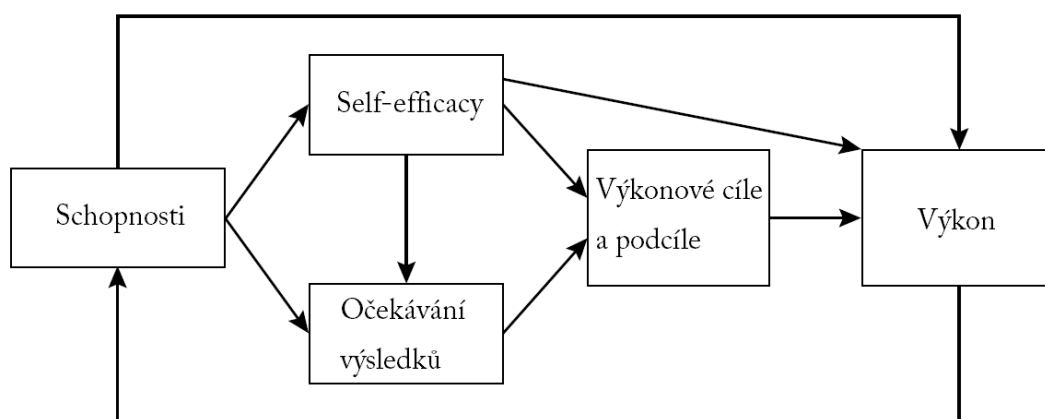 Self-efficacy
Schopnosti
Výkonové cíle
a podcíle
Výkon
Očekávání
výsledků